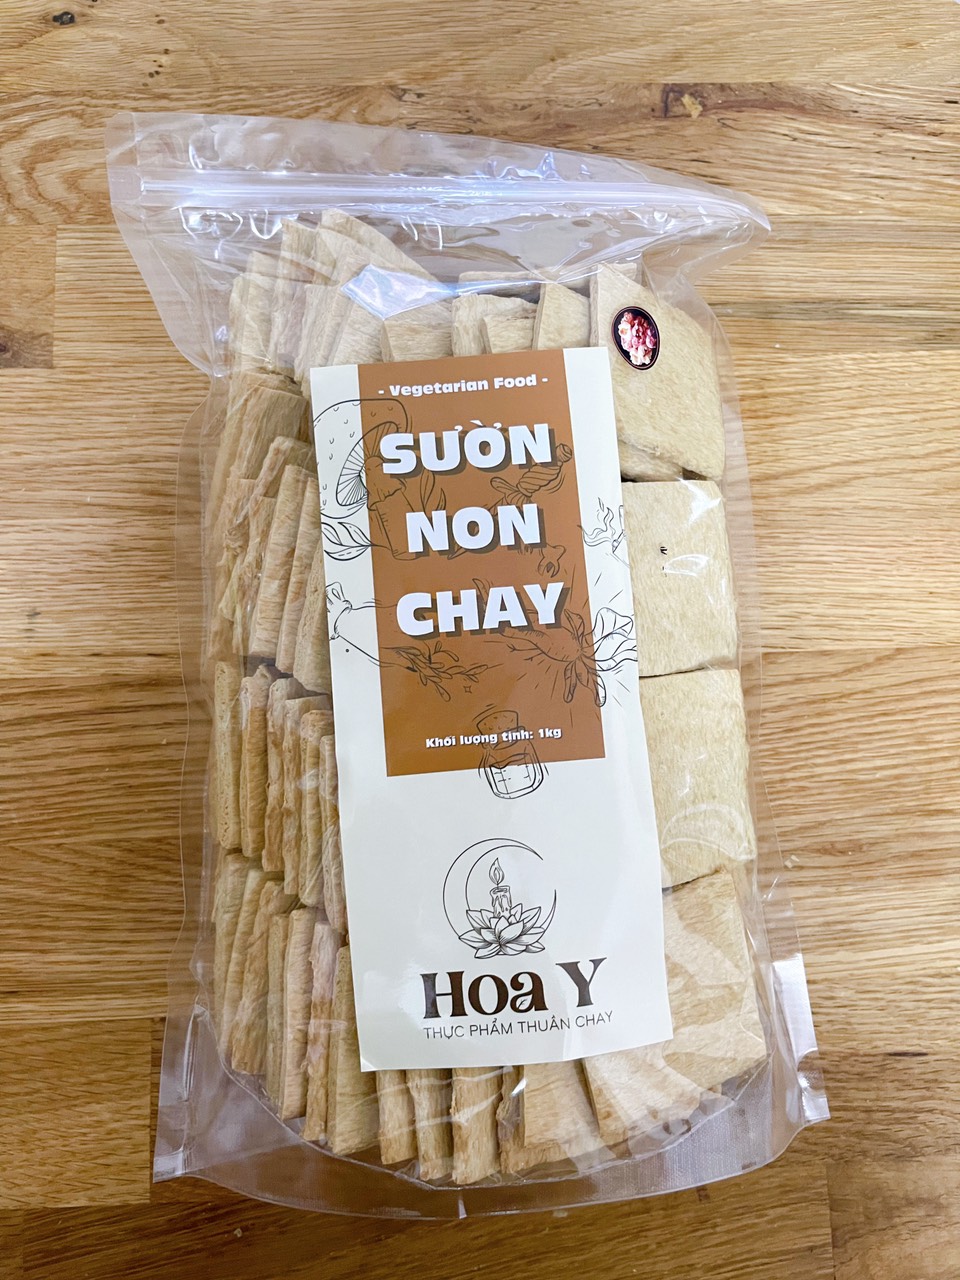 - Vegetarian Food -
SƯỜN
NON
CHAY
Khối lượng tịnh: 1kg
Hoa Y
THỰC PHẨM THUẦN CHAY